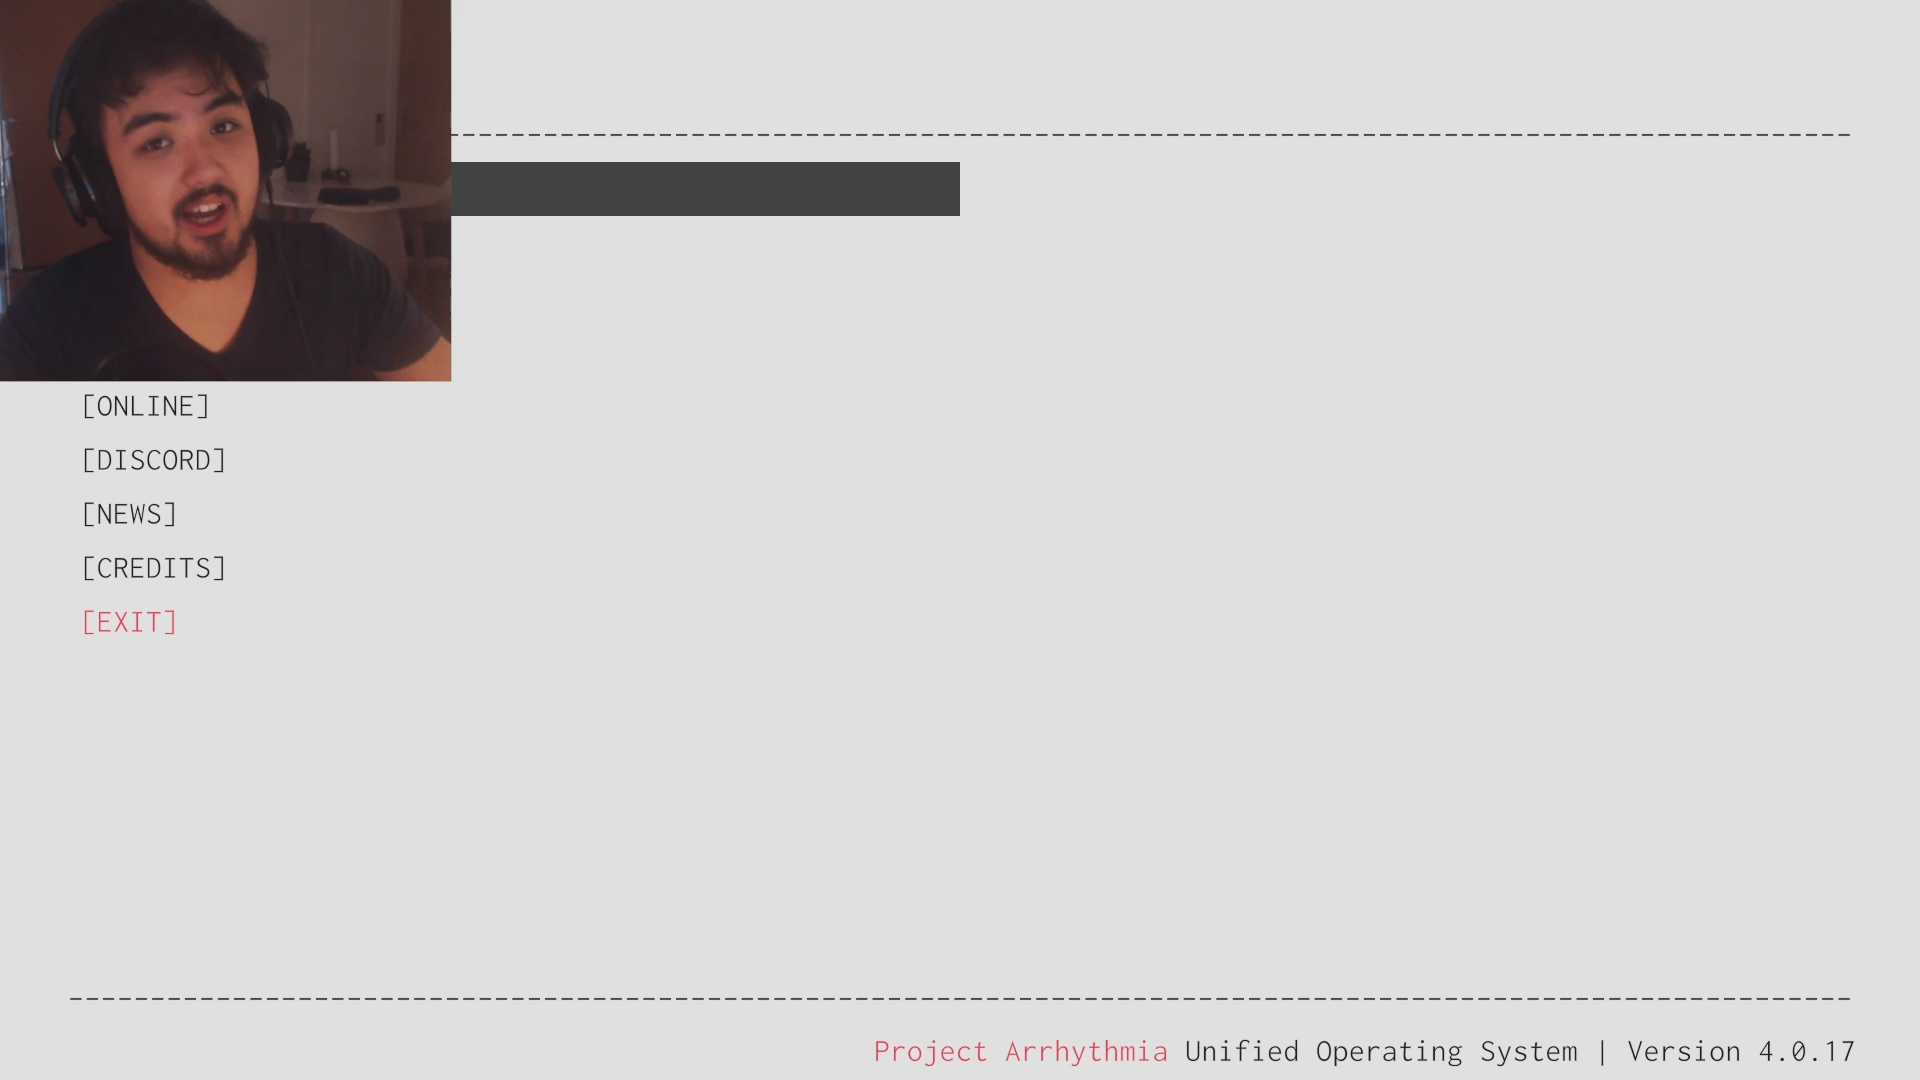 [ONLINE]
[DISCORD]
[NEWS]
[CREDITS]
[EXIT]
Project Arrhythmia Unified Operating System | Version 4.0.17